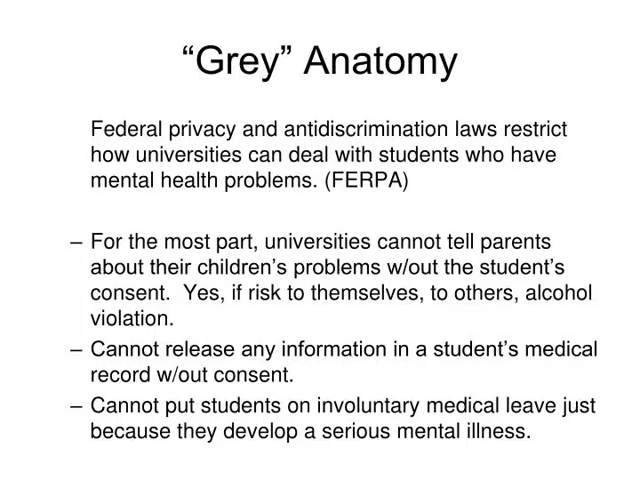 “Grey” Anatomy
Federal privacy and antidiscrimination laws restrict
how universities can deal with students who have
mental health problems. (FERPA)
– For the most part, universities cannot tell parents
about their children’s problems w/out the student’s
consent.  Yes, if risk to themselves, to others, alcohol
violation.
– Cannot release any information in a student’s medical
record w/out consent.
– Cannot put students on involuntary medical leave just
because they develop a serious mental illness.